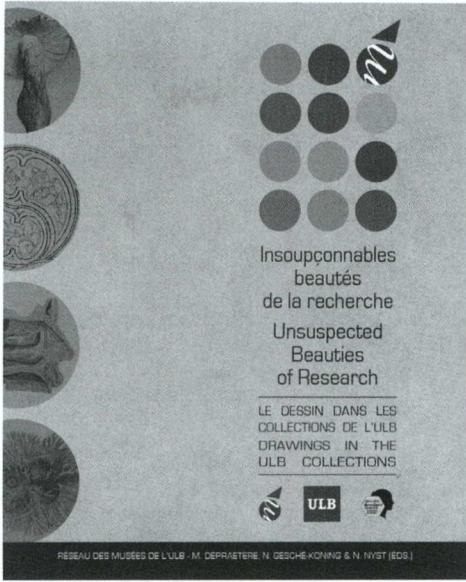 Insoupçonnables
beautés
de la recherche
Unsuspected
Beauties
of Research
LE DESSIN DANS LES
COLLECTIONS DE L'ULB
DRAWINGS IN THE
ULB COLLECTIONS
ULB
RÉSEAU DES MUSÉES DE L'ULB - M. DEPRAETERE, N. GESCHÉ-KONING & N. NYST (EDS.)